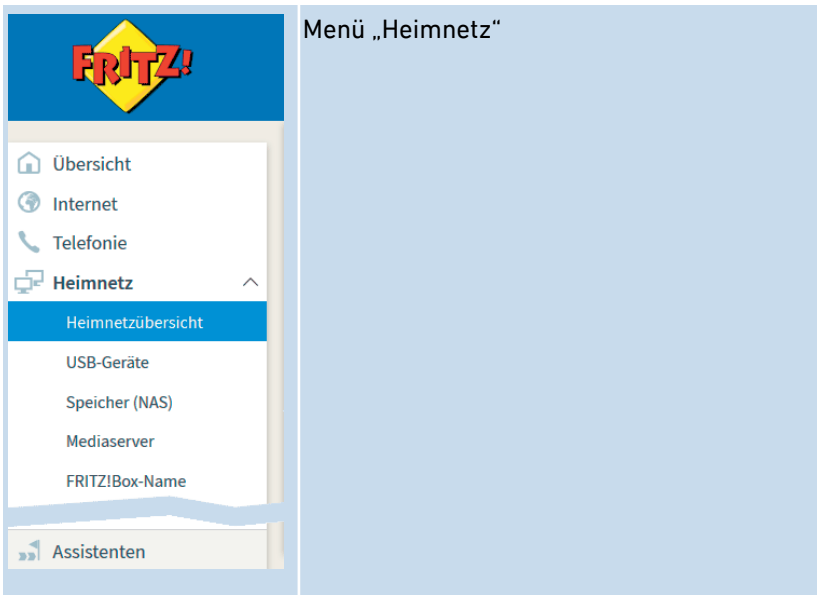 FRITZ!
Menü „Heimnetz“
Übersicht
Internet
Telefonie
Heimnetz
Heimnetzübersicht
USB-Geräte
Speicher (NAS)
Mediaserver
FRITZ!Box-Name
Assistenten